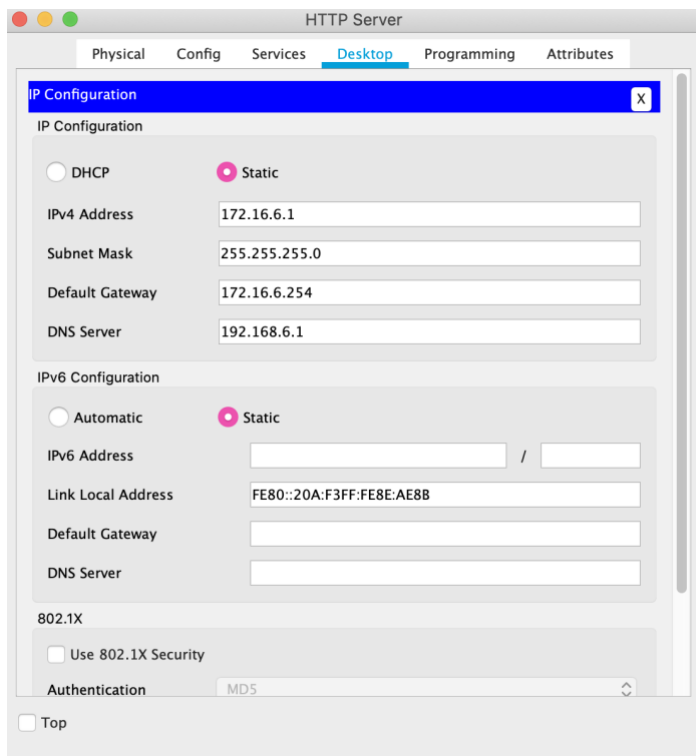 HTTP Server
Physical Config Services Desktop Programming Attributes
IP Configuration X
IP Configuration
DHCP Static
IPv4 Address 172.16.6.1
Subnet Mask 255.255.255.0
Default Gateway 172.16.6.254
DNS Server 192.168.6.1
IPv6 Configuration
Automatic Static
IPv6 Address /
Link Local Address FE80::20A:F3FF:FE8E:AE8B
Default Gateway
DNS Server
802.1X
Use 802.1X Security
Authentication MD5
Top